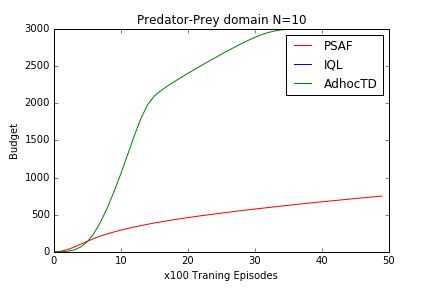 Predator-Prey domain N=10
3000
2500
2000
1500
1000
500
0
Budget
PSAF
IQL
AdhocTD
0 10 20 30 40 50
x100 Traning Episodes